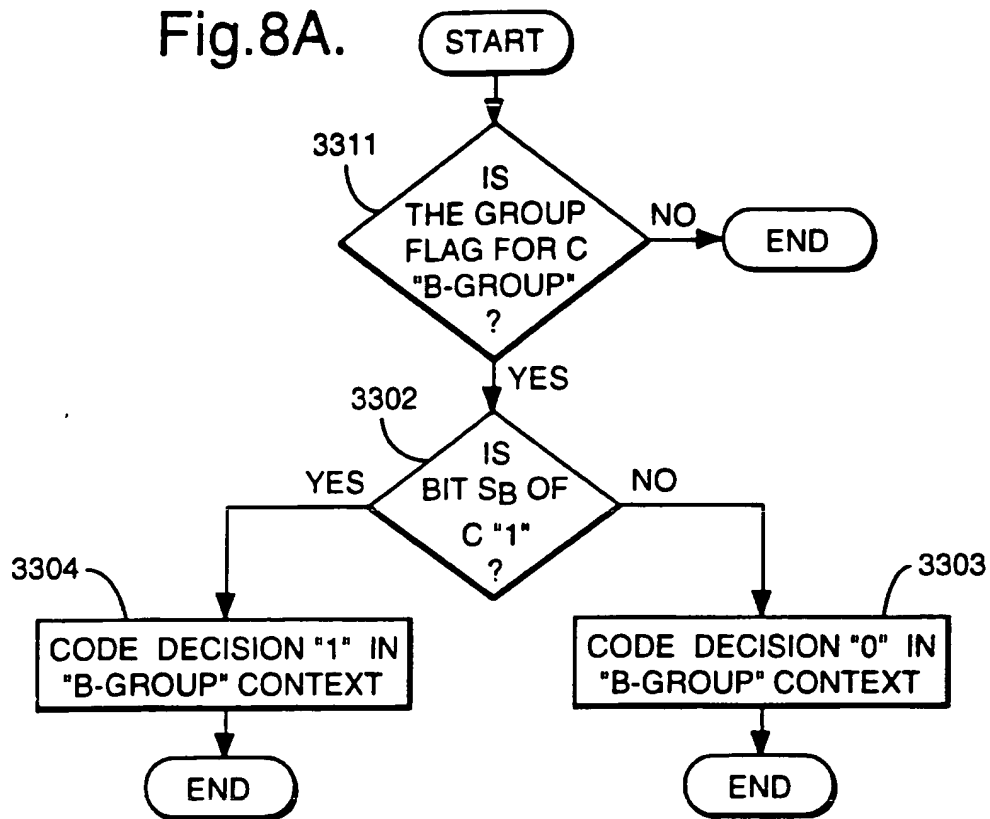 Fig.8A.
START
3311
IS
THE GROUP
FLAG FOR C
"B-GROUP"
?
NO
END
YES
3302
IS
BIT SB OF
C "1"
?
YES
NO
3304
3303
CODE DECISION "1" IN
"B-GROUP" CONTEXT
CODE DECISION "0" IN
"B-GROUP" CONTEXT
END
END